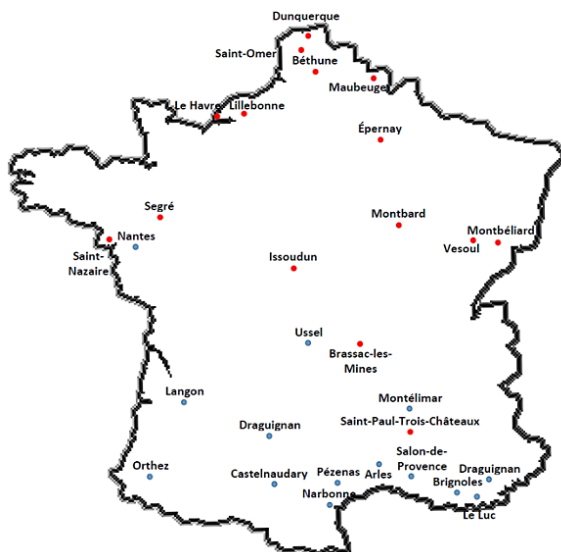 Dunquerque
Saint-Omer
Béthune
Maubeuge
Le Havre
Lillebonne
Épernay
Segré
Montbard
Montbéliard
Nantes
Vesoul
Saint-
Nazaire
Issoudun
Ussel
Brassac-les-
Mines
Langon
Montélimar
Saint-Paul-Trois-Châteaux
Draguignan
Salon-de-
Provence
Orthez
Castelnaudary
Pézenas
Arles
Draguignan
Brignoles
Narbonne
Le Luc